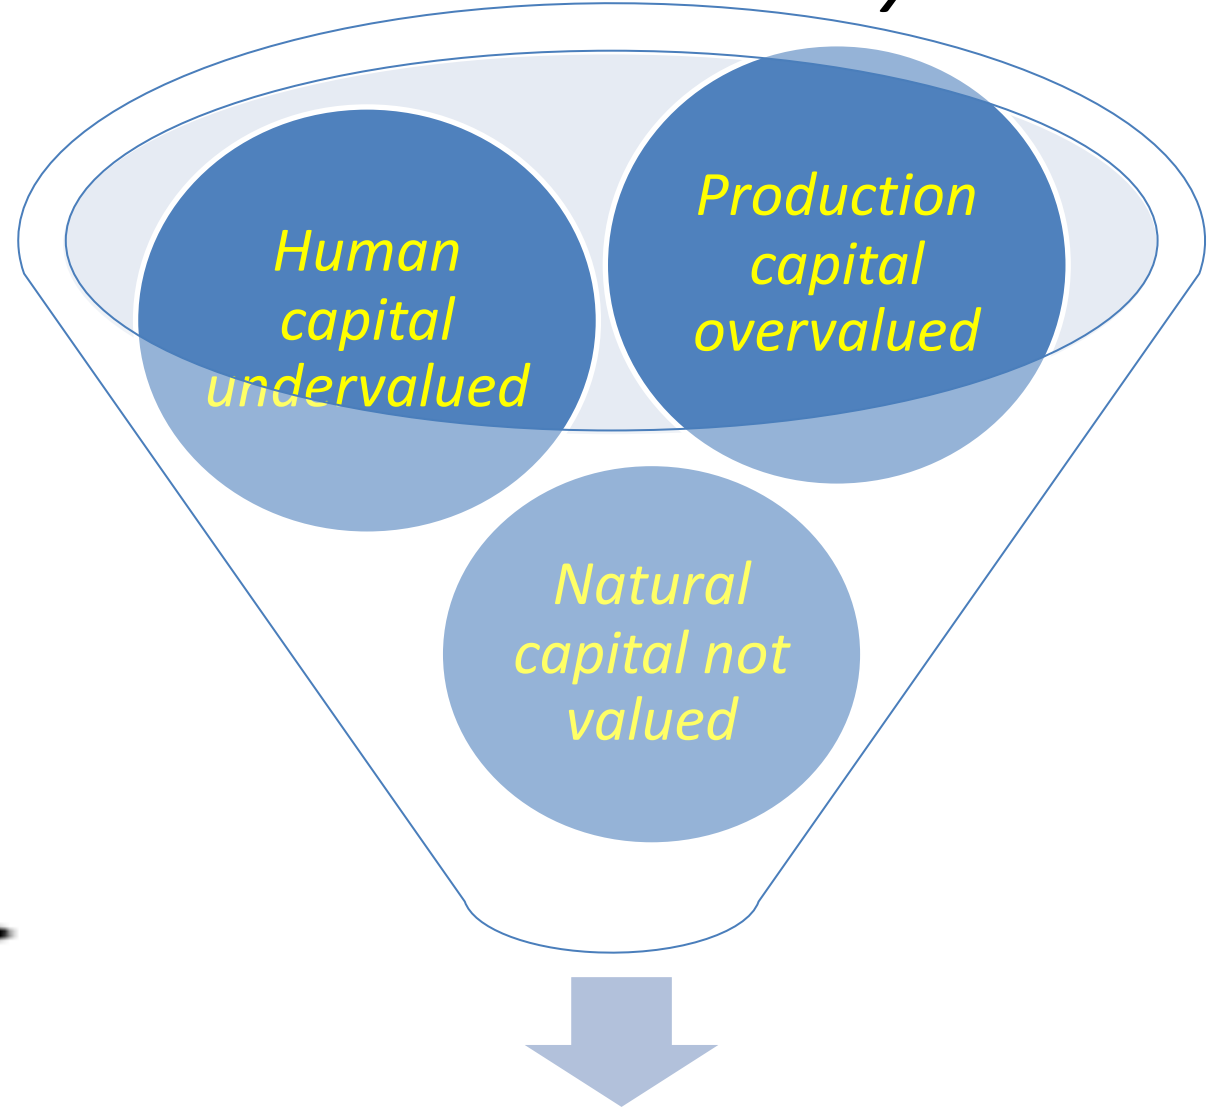 Human
capital
undervalued
Production
capital
overvalued
Natural
capital not
valued